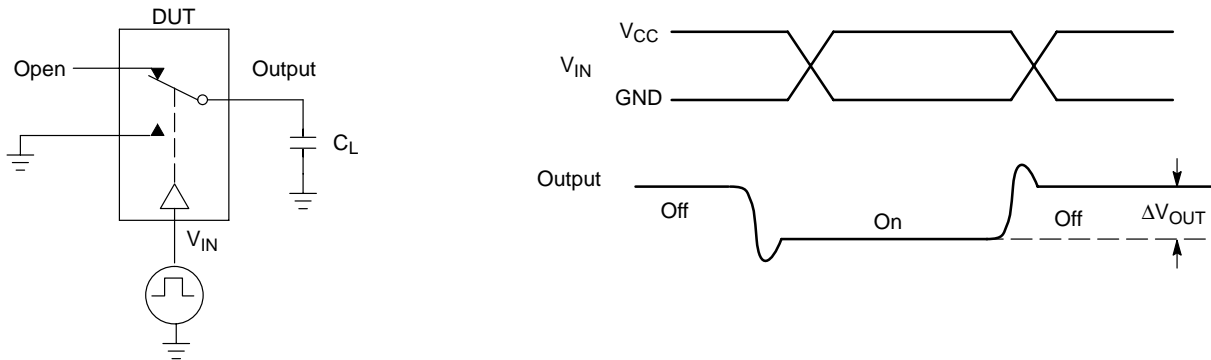 DUT
Open
Output
C_L
V_IN
V_CC
V_IN
GND
Output
Off
On
Off
ΔV_OUT